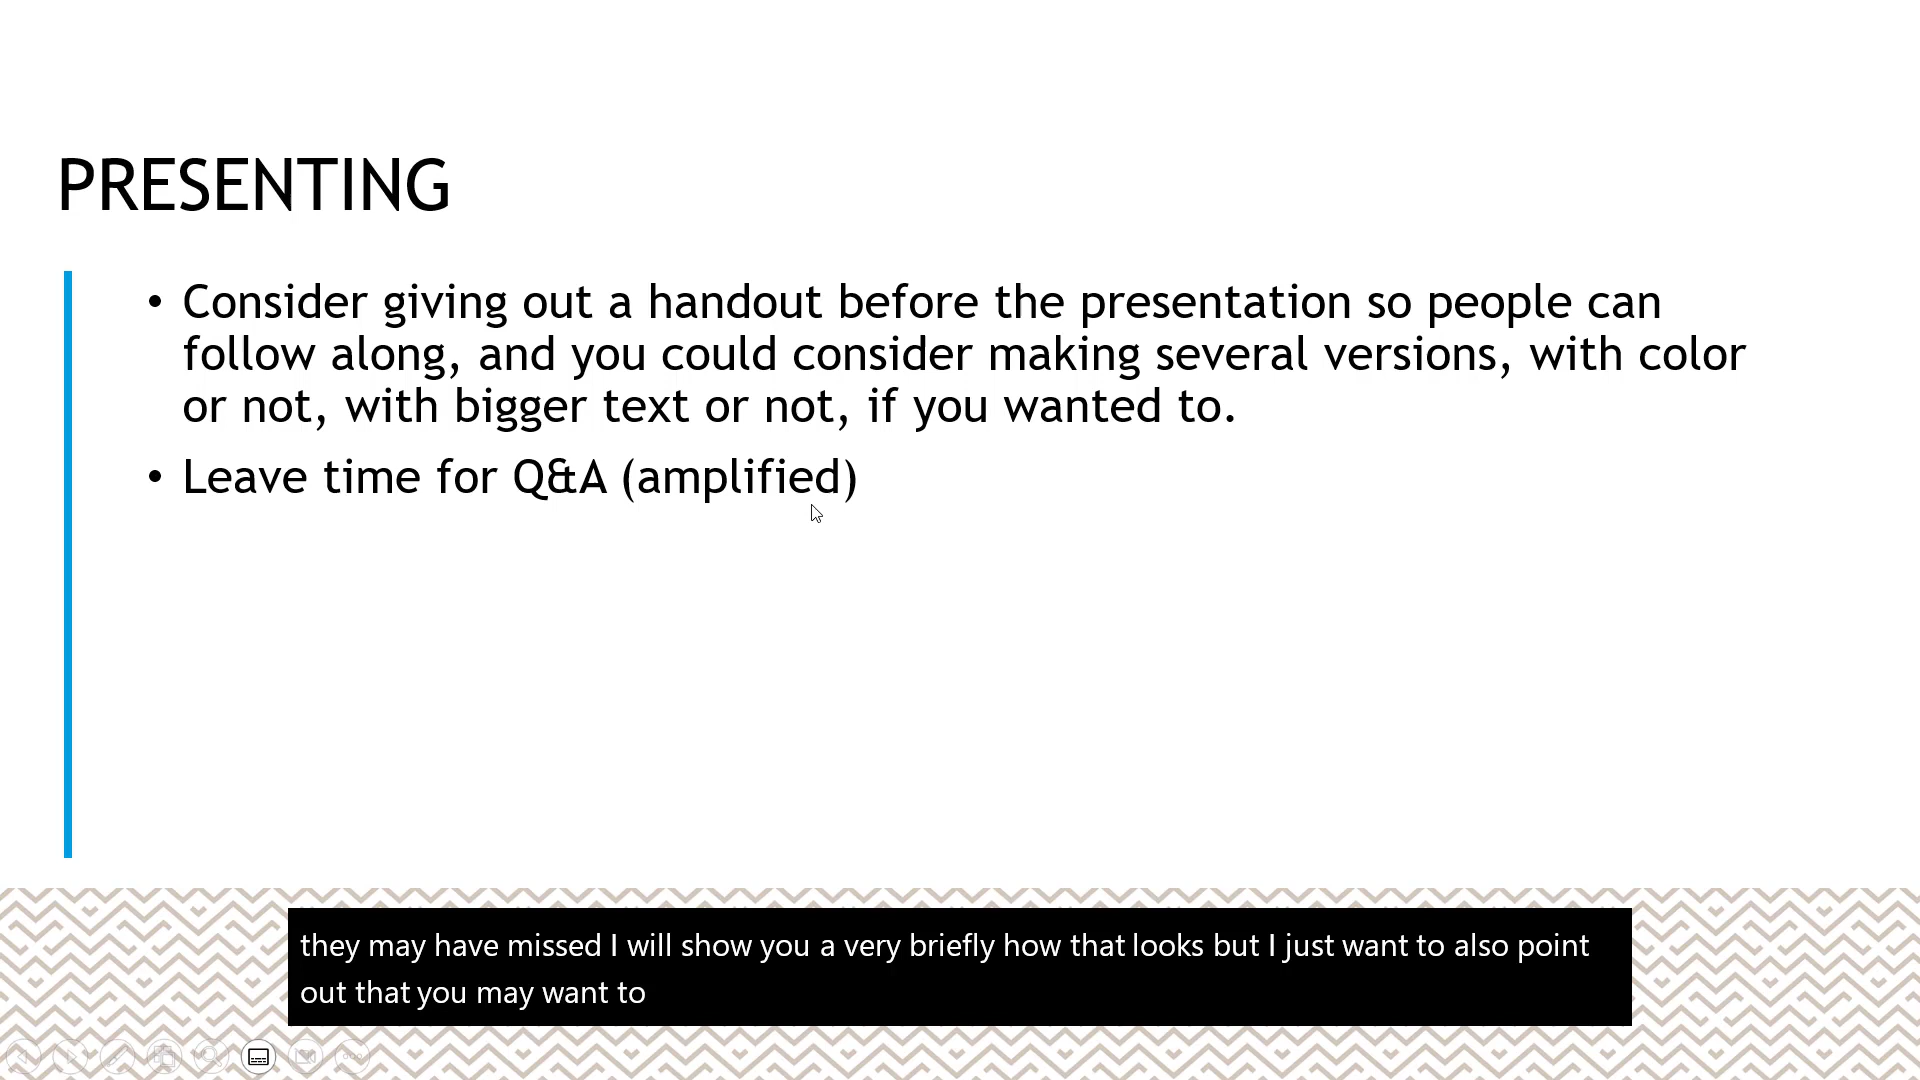 PRESENTING
• Consider giving out a handout before the presentation so people can
follow along, and you could consider making several versions, with color
or not, with bigger text or not, if you wanted to.
• Leave time for Q&A (amplified)
they may have missed I will show you a very briefly how that looks but I just want to also point
out that you may want to